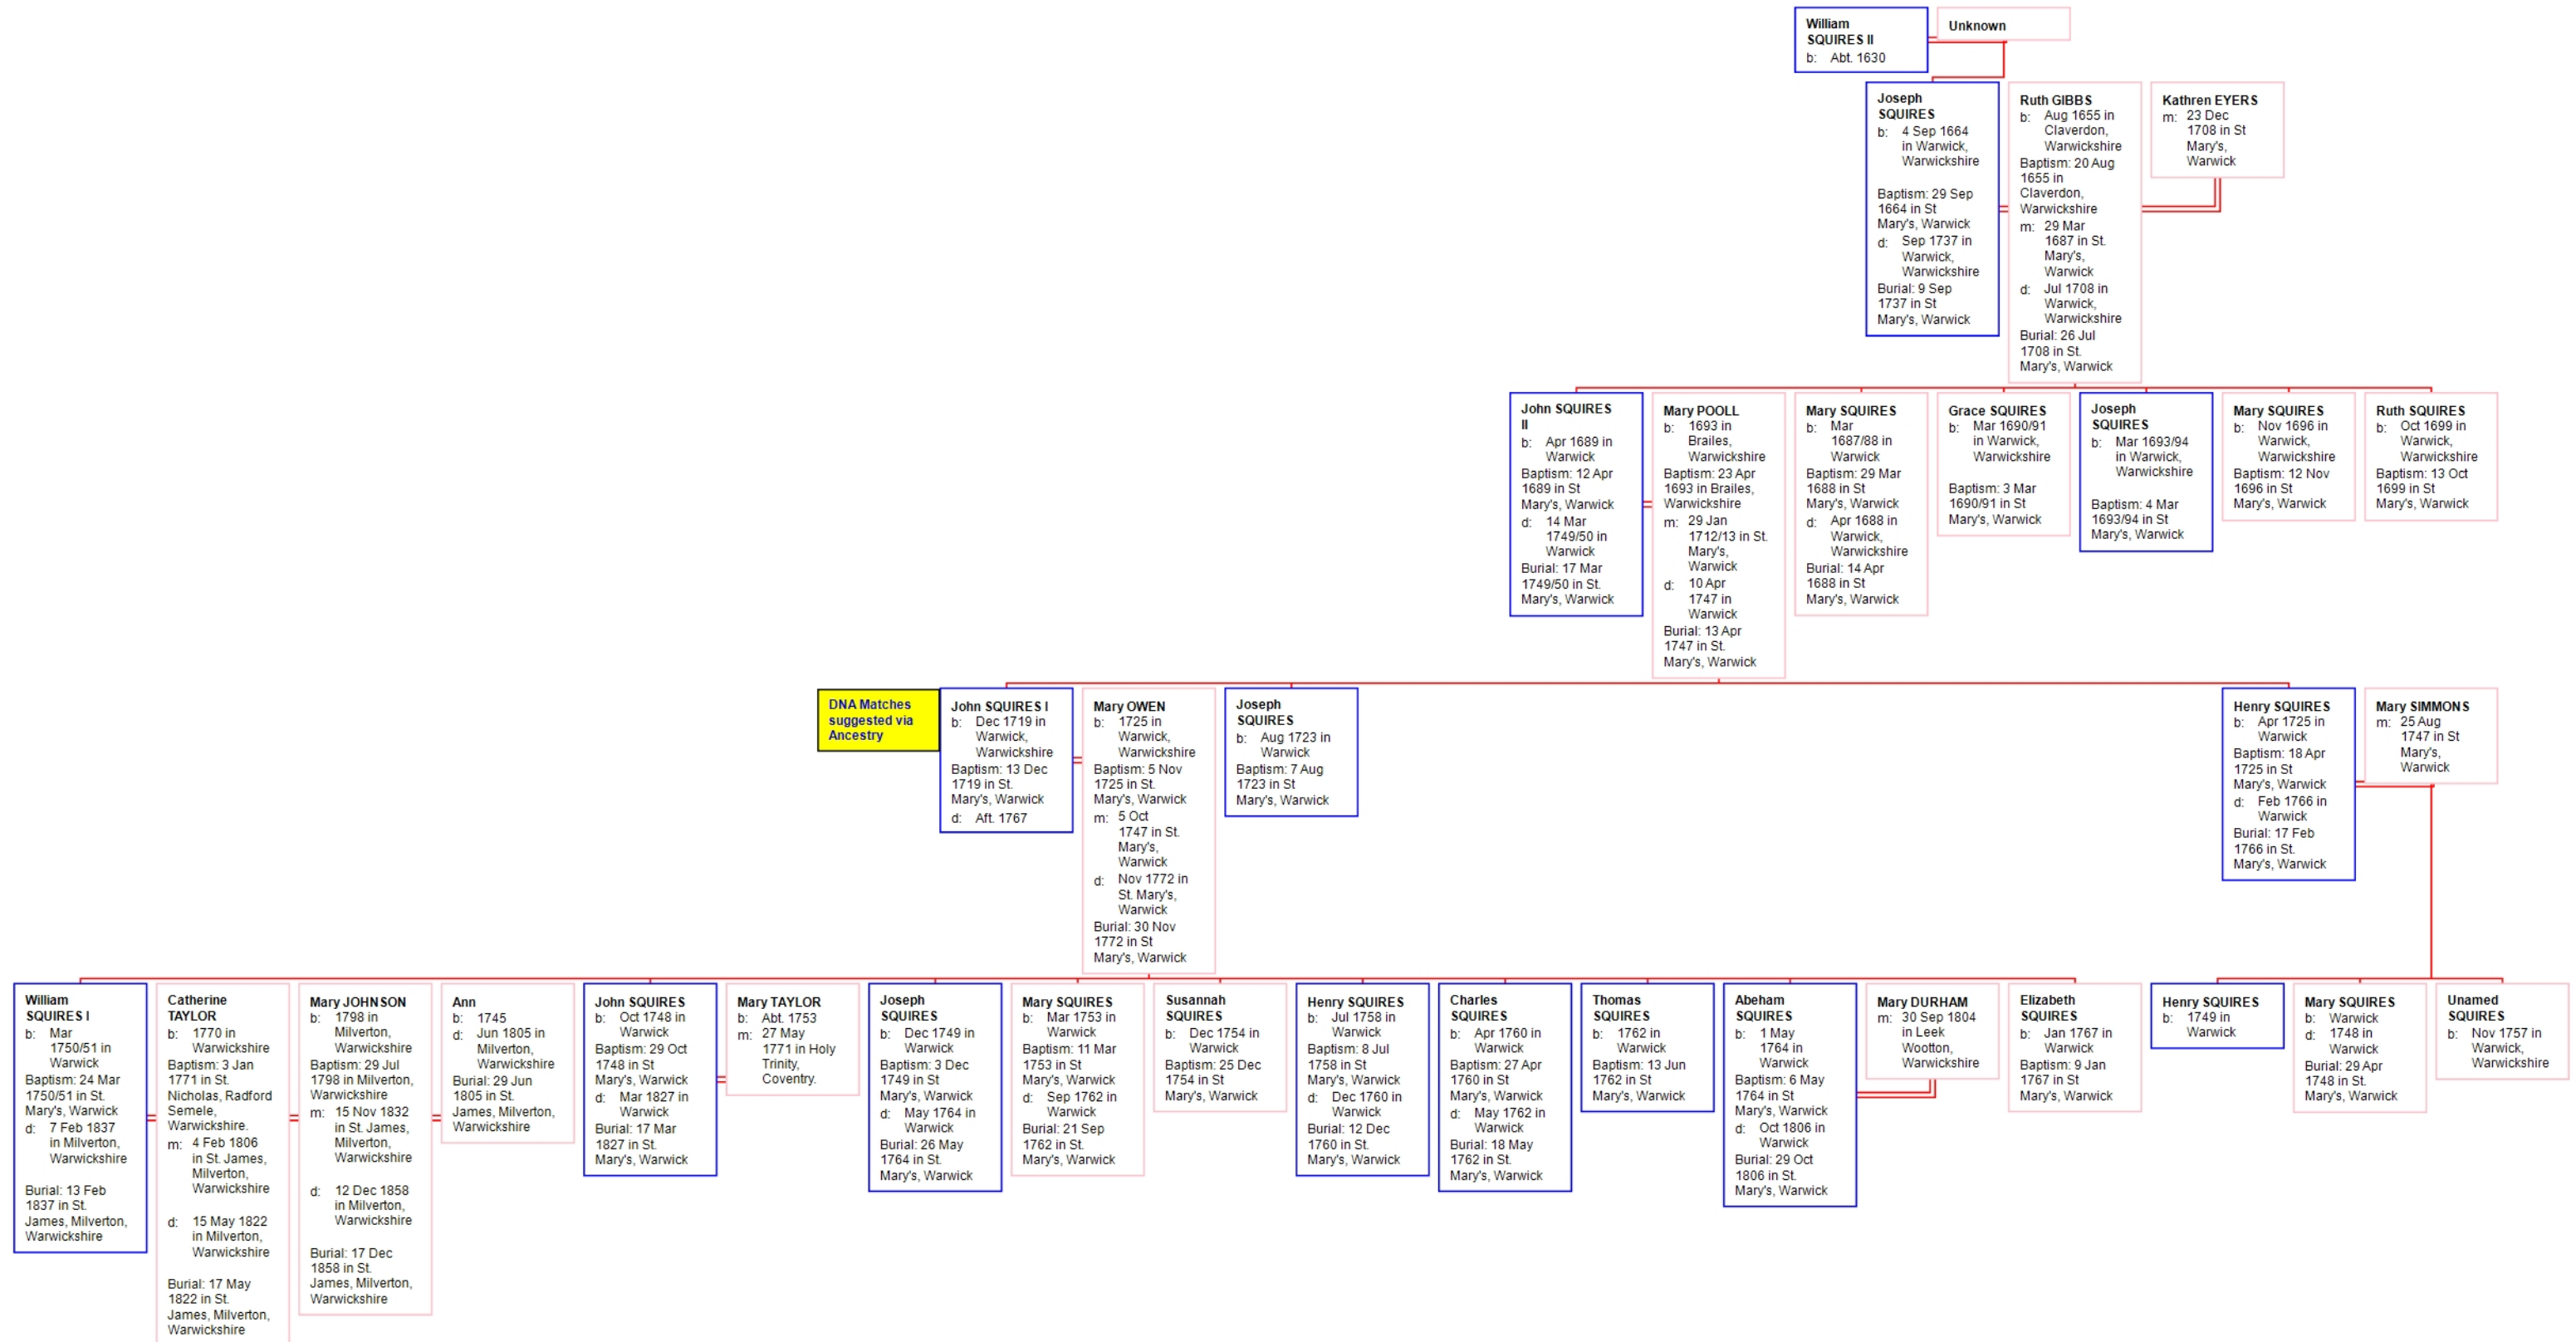 William
SQUIRES II
b: Abt. 1630
Unknown
Joseph
SQUIRES
b: 4 Sep 1664
in Warwick,
Warwickshire
Baptism: 29 Sep
1664 in St
Mary's, Warwick
d: Sep 1737 in
Warwick,
Warwickshire
Burial: 9 Sep
1737 in St
Mary's, Warwick
Ruth GIBBS
b: Aug 1655 in
Claverdon,
Warwickshire
Baptism: 20 Aug
1655 in
Claverdon,
Warwickshire
m: 29 Mar
1687 in St.
Mary's,
Warwick
d: Jul 1708 in
Warwick,
Warwickshire
Burial: 26 Jul
1708 in St.
Mary's, Warwick
Kathren EYERS
m: 23 Dec
1708 in St
Mary's,
Warwick
John SQUIRES
II
b: Apr 1689 in
Warwick
Baptism: 12 Apr
1689 in St
Mary's, Warwick
d: 14 Mar
1749/50 in
Warwick
Burial: 17 Mar
1749/50 in St.
Mary's, Warwick
Mary POOLL
b: 1693 in
Brailes,
Warwickshire
Baptism: 23 Apr
1693 in Brailes,
Warwickshire
m: 29 Jan
1712/13 in St.
Mary's,
Warwick
d: 10 Apr
1747 in
Warwick
Burial: 13 Apr
1747 in St.
Mary's, Warwick
Mary SQUIRES
b: Mar
1687/88 in
Warwick
Baptism: 29 Mar
1688 in St
Mary's, Warwick
d: Apr 1688 in
Warwick,
Warwickshire
Burial: 14 Apr
1688 in St
Mary's, Warwick
Grace SQUIRES
b: Mar 1690/91
in Warwick,
Warwickshire
Baptism: 3 Mar
1690/91 in St
Mary's, Warwick
Joseph
SQUIRES
b: Mar 1693/94
in Warwick,
Warwickshire
Baptism: 4 Mar
1693/94 in St
Mary's, Warwick
Mary SQUIRES
b: Nov 1696 in
Warwick,
Warwickshire
Baptism: 12 Nov
1696 in St
Mary's, Warwick
Ruth SQUIRES
b: Oct 1699 in
Warwick,
Warwickshire
Baptism: 13 Oct
1699 in St
Mary's, Warwick
DNA Matches
suggested via
Ancestry
John SQUIRES I
b: Dec 1719 in
Warwick,
Warwickshire
Baptism: 13 Dec
1719 in St.
Mary's, Warwick
d: Aft. 1767
Mary OWEN
b: 1725 in
Warwick,
Warwickshire
Baptism: 5 Nov
1725 in St.
Mary's, Warwick
m: 5 Oct
1747 in St.
Mary's,
Warwick
d: Nov 1772 in
St. Mary's,
Warwick
Burial: 30 Nov
1772 in St
Mary's, Warwick
Joseph
SQUIRES
b: Aug 1723 in
Warwick
Baptism: 7 Aug
1723 in St
Mary's, Warwick
Henry SQUIRES
b: Apr 1725 in
Warwick
Baptism: 18 Apr
1725 in St
Mary's, Warwick
d: Feb 1766 in
Warwick
Burial: 17 Feb
1766 in St.
Mary's, Warwick
Mary SIMMONS
m: 25 Aug
1747 in St
Mary's,
Warwick
William
SQUIRES I
b: Mar
1750/51 in
Warwick
Baptism: 24 Mar
1750/51 in St.
Mary's, Warwick
d: 7 Feb 1837
in Milverton,
Warwickshire
Burial: 13 Feb
1837 in St.
James, Milverton,
Warwickshire
Catherine
TAYLOR
b: 1770 in
Warwickshire
Baptism: 3 Jan
1771 in St.
Nicholas, Radford
Semele,
Warwickshire.
m: 4 Feb 1806
in St. James,
Milverton,
Warwickshire
d: 15 May 1822
in Milverton,
Warwickshire
Burial: 17 May
1822 in St.
James, Milverton,
Warwickshire
Mary JOHNSON
b: 1798 in
Milverton,
Warwickshire
Baptism: 29 Jul
1798 in Milverton,
Warwickshire
m: 15 Nov 1832
in St. James,
Milverton,
Warwickshire
d: 12 Dec 1858
in Milverton,
Warwickshire
Burial: 17 Dec
1858 in St.
James, Milverton,
Warwickshire
Ann
b: 1745
d: Jun 1805 in
Milverton,
Warwickshire
Burial: 29 Jun
1805 in St.
James, Milverton,
Warwickshire
John SQUIRES
b: Oct 1748 in
Warwick
Baptism: 29 Oct
1748 in St
Mary's, Warwick
d: Mar 1827 in
Warwick
Burial: 17 Mar
1827 in St.
Mary's, Warwick
Mary TAYLOR
b: Abt. 1753
m: 27 May
1771 in Holy
Trinity,
Coventry.
Joseph
SQUIRES
b: Dec 1749 in
Warwick
Baptism: 3 Dec
1749 in St
Mary's, Warwick
d: May 1764 in
Warwick
Burial: 26 May
1764 in St.
Mary's, Warwick
Mary SQUIRES
b: Mar 1753 in
Warwick
Baptism: 11 Mar
1753 in St
Mary's, Warwick
d: Sep 1762 in
Warwick
Burial: 21 Sep
1762 in St.
Mary's, Warwick
Susannah
SQUIRES
b: Dec 1754 in
Warwick
Baptism: 25 Dec
1754 in St
Mary's, Warwick
Henry SQUIRES
b: Jul 1758 in
Warwick
Baptism: 8 Jul
1758 in St
Mary's, Warwick
d: Dec 1760 in
Warwick
Burial: 12 Dec
1760 in St.
Mary's, Warwick
Charles
SQUIRES
b: Apr 1760 in
Warwick
Baptism: 27 Apr
1760 in St
Mary's, Warwick
d: May 1762 in
Warwick
Burial: 18 May
1762 in St.
Mary's, Warwick
Thomas
SQUIRES
b: 1762 in
Warwick
Baptism: 13 Jun
1762 in St
Mary's, Warwick
Abeham
SQUIRES
b: 1 May
1764 in
Warwick
Baptism: 6 May
1764 in St
Mary's, Warwick
d: Oct 1806 in
Warwick
Burial: 29 Oct
1806 in St.
Mary's, Warwick
Mary DURHAM
m: 30 Sep 1804
in Leek
Wootton,
Warwickshire
Elizabeth
SQUIRES
b: Jan 1767 in
Warwick
Baptism: 9 Jan
1767 in St
Mary's, Warwick
Henry SQUIRES
b: 1749 in
Warwick
Mary SQUIRES
b: Warwick
d: 1748 in
Warwick
Burial: 29 Apr
1748 in St.
Mary's, Warwick
Unamed
SQUIRES
b: Nov 1757 in
Warwick,
Warwickshire